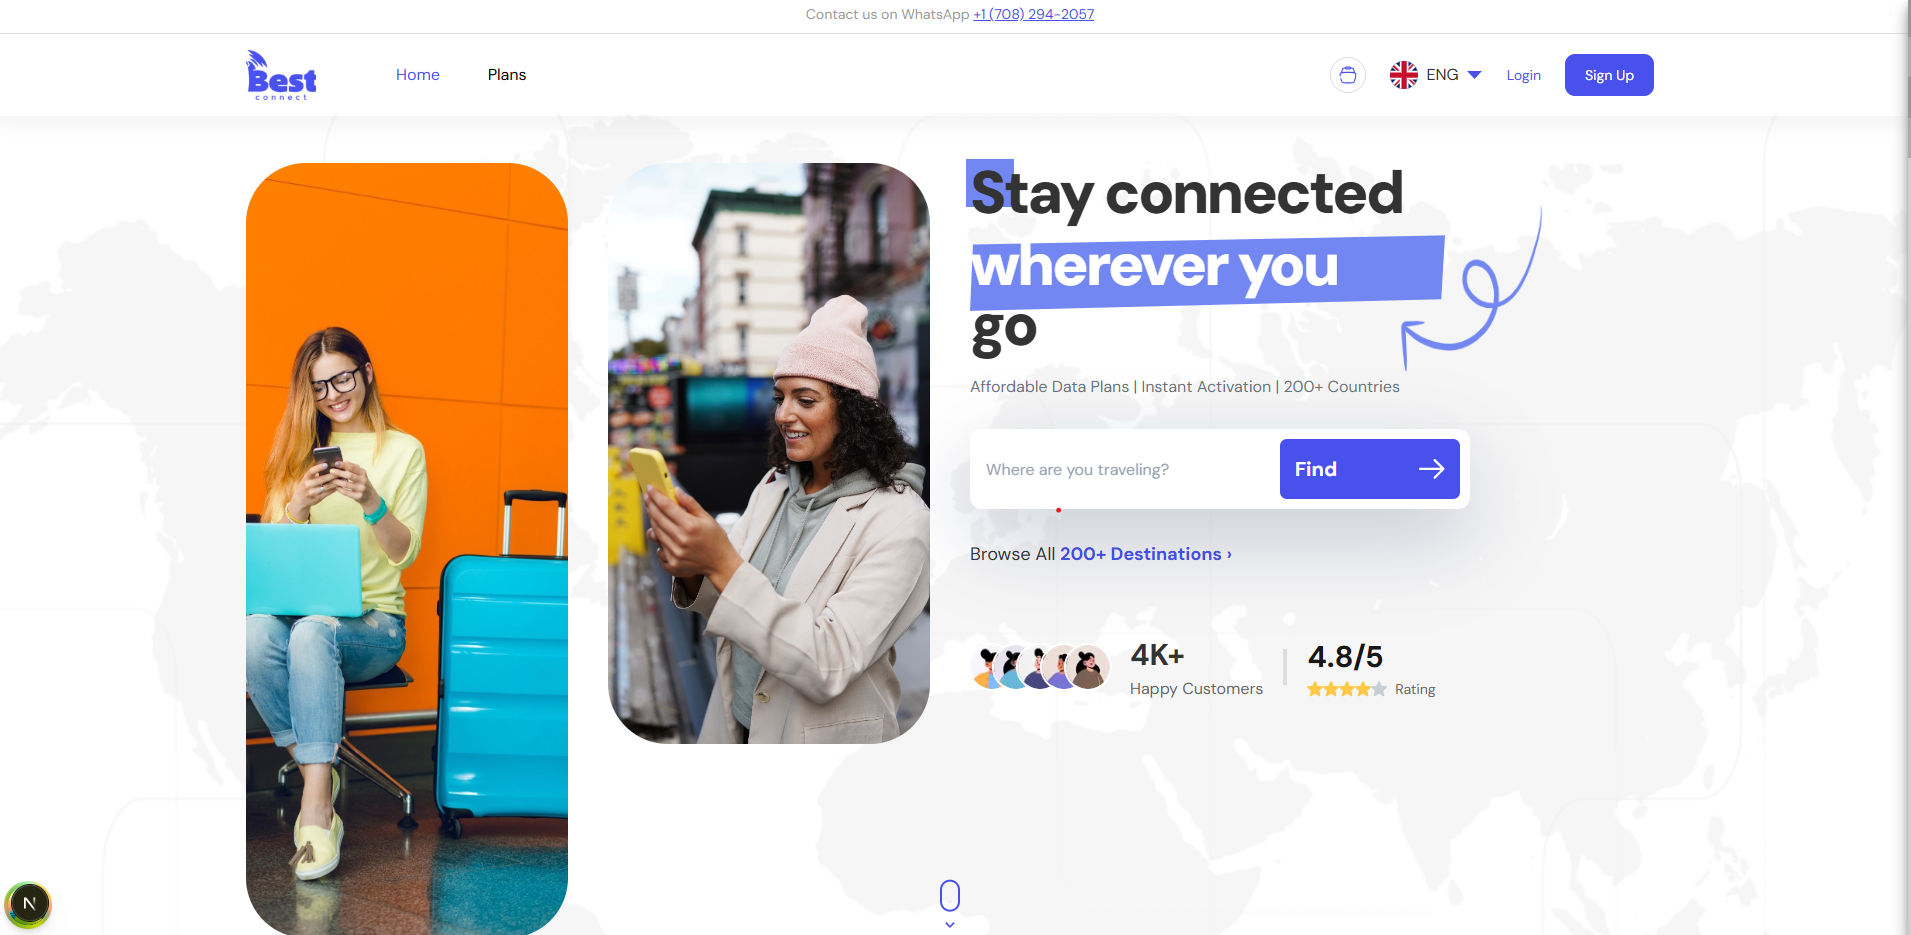 Contact us on WhatsApp +1 (708) 294-2057
Best
connect
Home
Plans
ENG
Login
Sign Up
Stay connected
wherever you
go
Affordable Data Plans | Instant Activation | 200+ Countries
Where are you traveling?
Find
Browse All 200+ Destinations ›
4K+
Happy Customers
4.8/5
Rating
N